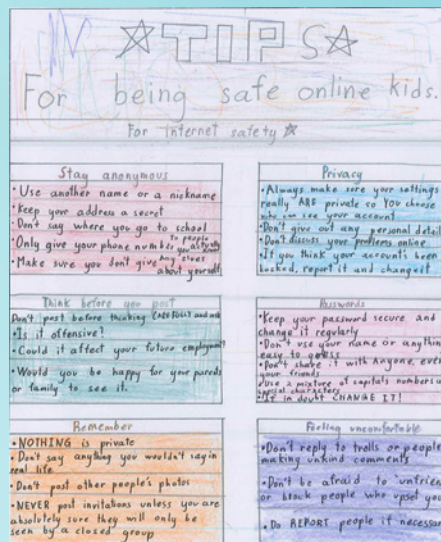 ☆TIPS☆
For being safe online kids.
For internet safety ☆
Stay anonymous
• Use another name or a nickname
• Keep your address a secret
• Don't say where you go to school
• Only give your phone number to people you actually know
• Make sure you don't give any clues
about yourself
Privacy
• Always make sure your settings
really ARE private so YOU choose
who can see your account
• Don't give out any personal detail
• Don't discuss your problems online
• If you think your account's been
hacked, report it and change it
Think before you post
Don't post before thinking
• Is it offensive?
• Could it affect your future employment
• Would you be happy for your parents
or family to see it.
Passwords
• Keep your password secure and
change it regularly
• Don't use your name or anything
easy to guess
• Don't share it with anyone, even
your friends
• Use a mixture of capitals numbers
special characters
• If in doubt CHANGE IT!
Remember
• NOTHING is private
• Don't say anything you wouldn't say in
real life
• Don't post other people's photos
• NEVER post invitations unless you are
absolutely sure they will only be
seen by a closed group
Feeling uncomfortable
• Don't reply to trolls or people
making unkind comments
• Don't be afraid to 'unfriend
or block people who upset you
• Do REPORT people if necessar